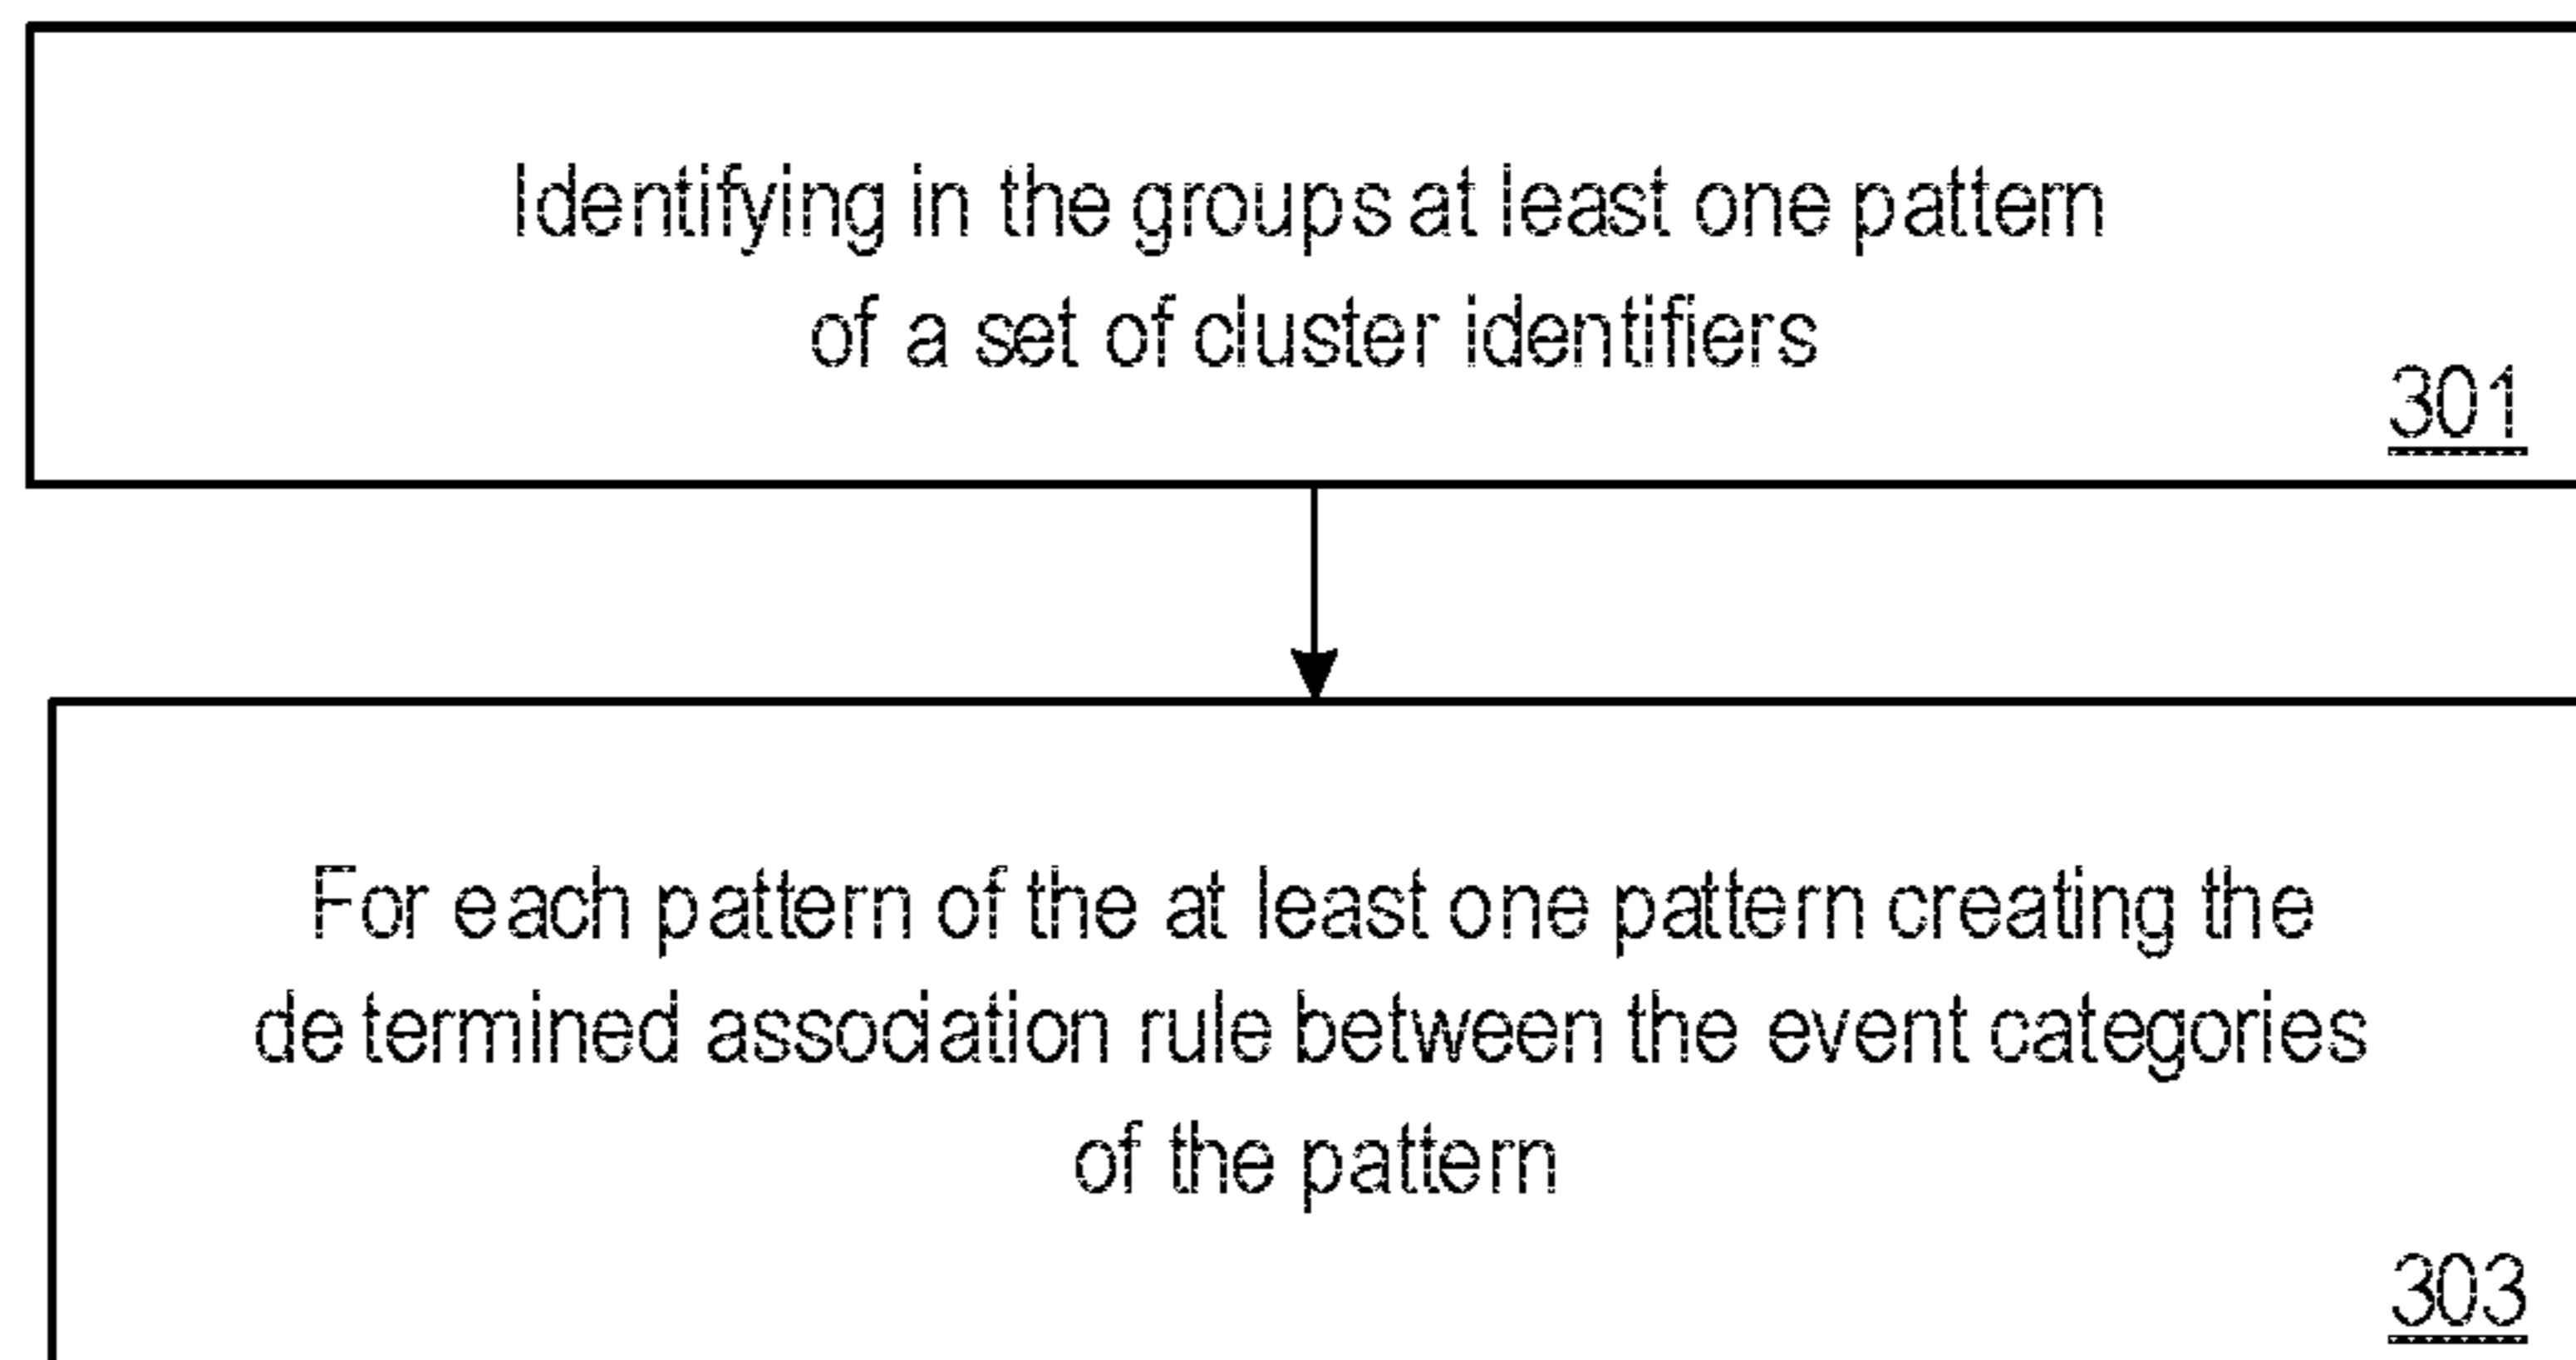 Identifying in the groups at least one pattern
of a set of cluster identifiers
301
For each pattern of the at least one pattern creating the
determined association rule between the event categories
of the pattern
303